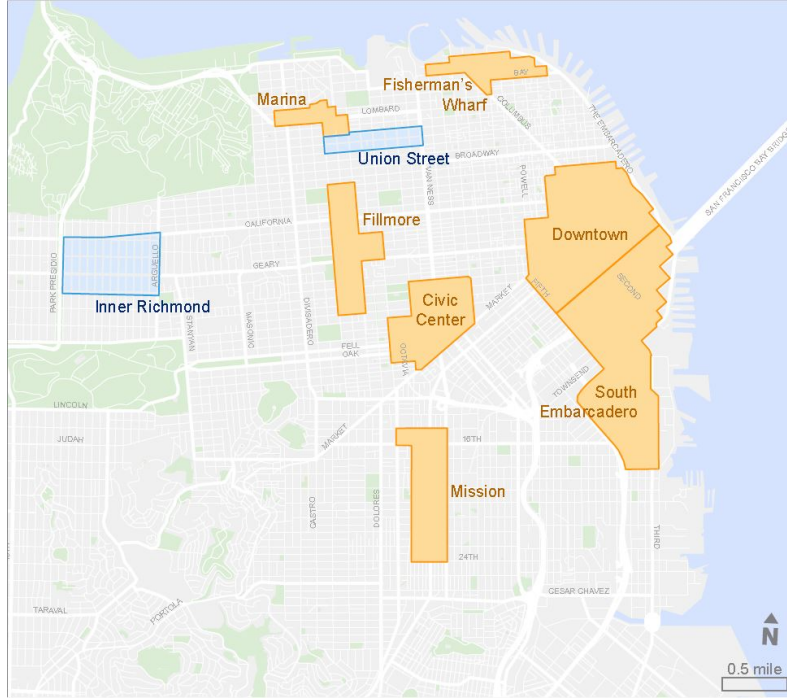 Fisherman's
Wharf
BAY
Marina
LOMBARD
COLUMBUS
THE EMBARCADERO
Union Street
BROADWAY
VAN NESS
POWELL
SAN FRANCISCO BAY BRIDGE
CALIFORNIA
Fillmore
Downtown
PARK PRESIDIO
ARGUELLO
GEARY
SECOND
FIFTH
MARKET
Inner Richmond
Civic
Center
STANYAN
MASONIC
DIVISADERO
FELL
OAK
OCTAVIA
TOWNSEND
South
Embarcadero
LINCOLN
JUDAH
MARKET
16TH
Mission
CASTRO
DOLORES
THIRD
24TH
CESAR CHAVEZ
TARAVAL
PORTOLA
N
0.5 mile